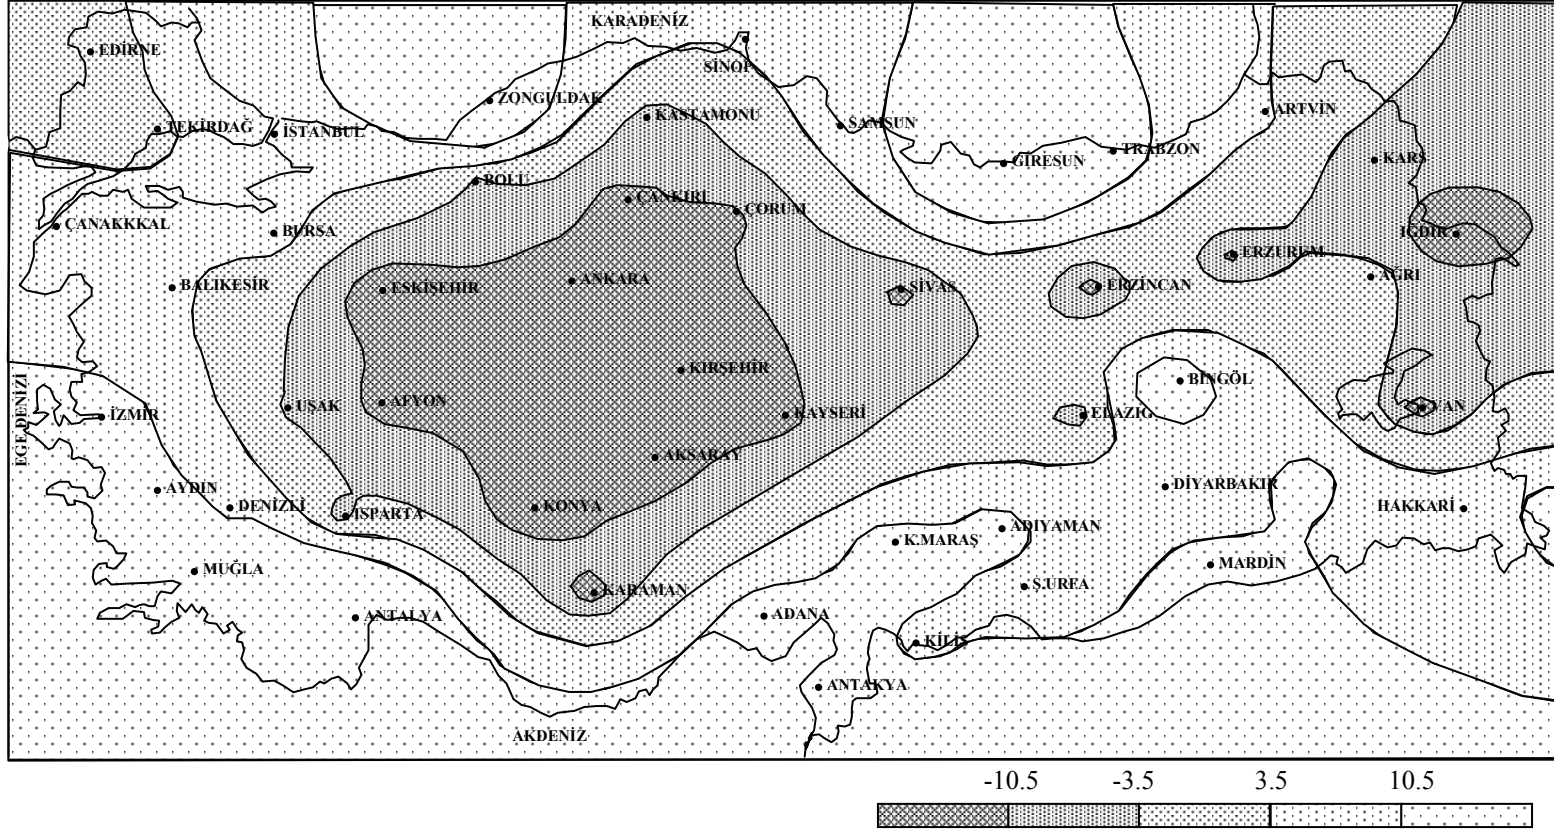 KARADENİZ
EDİRNE
SİNOP
ZONGULDAK
KASTAMONU
ARTVİN
TEKİRDAĞ
İSTANBUL
SAMSUN
TRABZON
GİRESUN
KARS
BOLU
ÇANKIRI
ÇORUM
ÇANAKKKAL
BURSA
IĞDIR
ERZURUM
ANKARA
AĞRI
BALIKESİR
ESKİŞEHİR
SİVAS
ERZİNCAN
KIRŞEHİR
BİNGÖL
EGE DENİZİ
UŞAK
AFYON
VAN
İZMİR
KAYSERİ
ELAZIĞ
AKSARAY
AYDIN
DİYARBAKIR
DENİZLİ
ISPARTA
KONYA
HAKKARİ
ADIYAMAN
K.MARAŞ
MUĞLA
MARDİN
KARAMAN
Ş.URFA
ANTALYA
ADANA
KİLİS
ANTAKYA
AKDENİZ
-10.5 -3.5 3.5 10.5